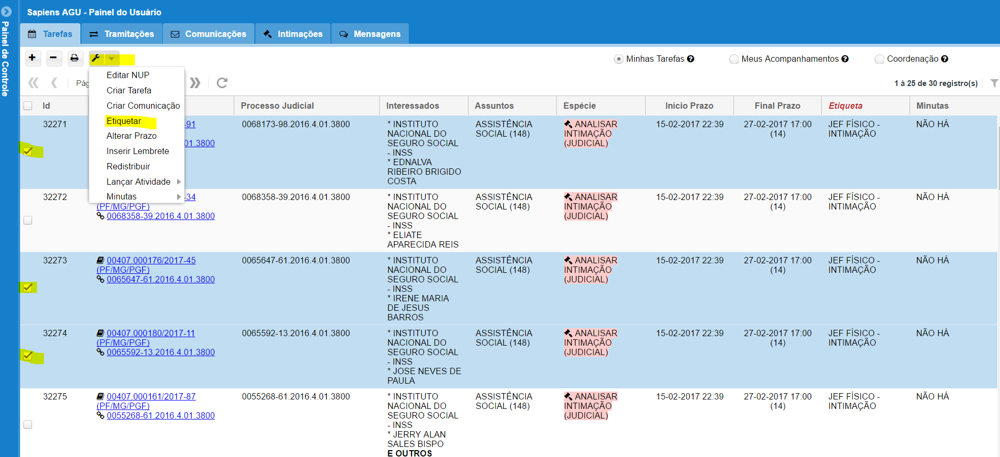 Painel de Controle
Sapiens AGU - Painel do Usuário
Tarefas Tramitações Comunicações Intimações Mensagens
Minhas Tarefas Meus Acompanhamentos Coordenação
Editar NUP
Criar Tarefa
Criar Comunicação
Etiquetar
Alterar Prazo
Inserir Lembrete
Redistribuir
Lançar Atividade
Minutas
Pág
1 à 25 de 30 registro(s)
Id Processo Judicial Interessados Assuntos Espécie Início Prazo Final Prazo Etiqueta Minutas
32271 -91 0068173-98.2016.4.01.3800 * INSTITUTO ASSISTÊNCIA ANALISAR 15-02-2017 22:39 27-02-2017 17:00 JEF FÍSICO - NÃO HÁ
NACIONAL DO SOCIAL (148) INTIMAÇÃO (14) INTIMAÇÃO
01.3800 SEGURO SOCIAL (JUDICIAL)
- INSS
* EDNALVA
RIBEIRO BRIGIDO
COSTA
32272 -34 0068358-39.2016.4.01.3800 * INSTITUTO ASSISTÊNCIA ANALISAR 15-02-2017 22:39 27-02-2017 17:00 JEF FÍSICO - NÃO HÁ
(PF/MG/PGF) NACIONAL DO SOCIAL (148) INTIMAÇÃO (14) INTIMAÇÃO
0068358-39.2016.4.01.3800 SEGURO SOCIAL (JUDICIAL)
- INSS
* ELIATE
APARECIDA REIS
32273 00407.000176/2017-45 0065647-61.2016.4.01.3800 * INSTITUTO ASSISTÊNCIA ANALISAR 15-02-2017 22:39 27-02-2017 17:00 JEF FÍSICO - NÃO HÁ
(PF/MG/PGF) NACIONAL DO SOCIAL (148) INTIMAÇÃO (14) INTIMAÇÃO
0065647-61.2016.4.01.3800 SEGURO SOCIAL (JUDICIAL)
- INSS
* IRENE MARIA
DE JESUS
BARROS
32274 00407.000180/2017-11 0065592-13.2016.4.01.3800 * INSTITUTO ASSISTÊNCIA ANALISAR 15-02-2017 22:39 27-02-2017 17:00 JEF FÍSICO - NÃO HÁ
(PF/MG/PGF) NACIONAL DO SOCIAL (148) INTIMAÇÃO (14) INTIMAÇÃO
0065592-13.2016.4.01.3800 SEGURO SOCIAL (JUDICIAL)
- INSS
* JOSE NEVES DE
PAULA
32275 00407.000161/2017-87 0055268-61.2016.4.01.3800 * INSTITUTO ASSISTÊNCIA ANALISAR 15-02-2017 22:39 27-02-2017 17:00 JEF FÍSICO - NÃO HÁ
(PF/MG/PGF) NACIONAL DO SOCIAL (148) INTIMAÇÃO (14) INTIMAÇÃO
0055268-61.2016.4.01.3800 SEGURO SOCIAL (JUDICIAL)
- INSS
* JERRY ALAN
SALES BISPO
E OUTROS